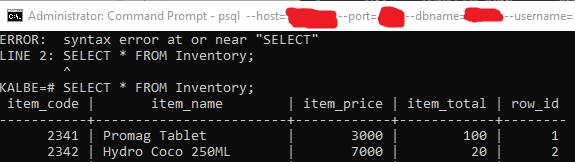 Administrator: Command Prompt - psql --host= --port= --dbname= --username=
ERROR:  syntax error at or near "SELECT"
LINE 2: SELECT * FROM Inventory;
        ^
KALBE=# SELECT * FROM Inventory;
 item_code |     item_name     | item_price | item_total | row_id
-----------+-------------------+------------+------------+--------
      2341 | Promag Tablet     |       3000 |        100 |      1
      2342 | Hydro Coco 250ML  |       7000 |         20 |      2